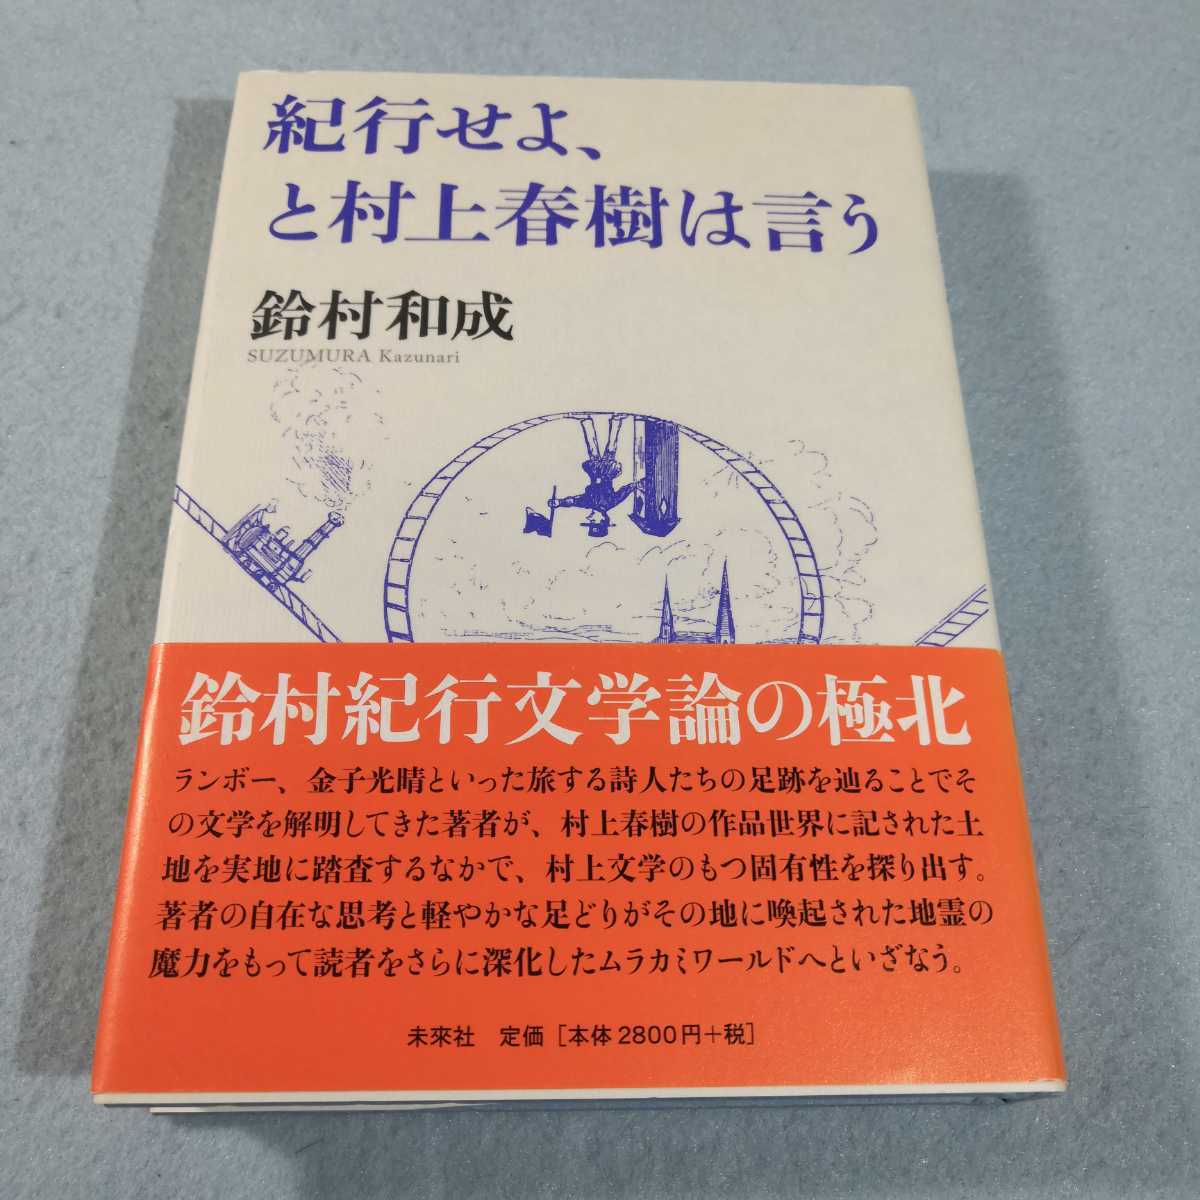 紀行せよ、
と村上春樹は言う
鈴村和成
SUZUMURA Kazunari
鈴村紀行文学論の極北
ランボー、金子光晴といった旅する詩人たちの足跡を辿ることでそ
の文学を解明してきた著者が、村上春樹の作品世界に記された土
地を実地に踏査するなかで、村上文学のもつ固有性を探り出す。
著者の自在な思考と軽やかな足どりがその地に喚起された地霊の
魔力をもって読者をさらに深化したムラカミワールドへといざなう。
未來社 定価［本体2800円＋税］